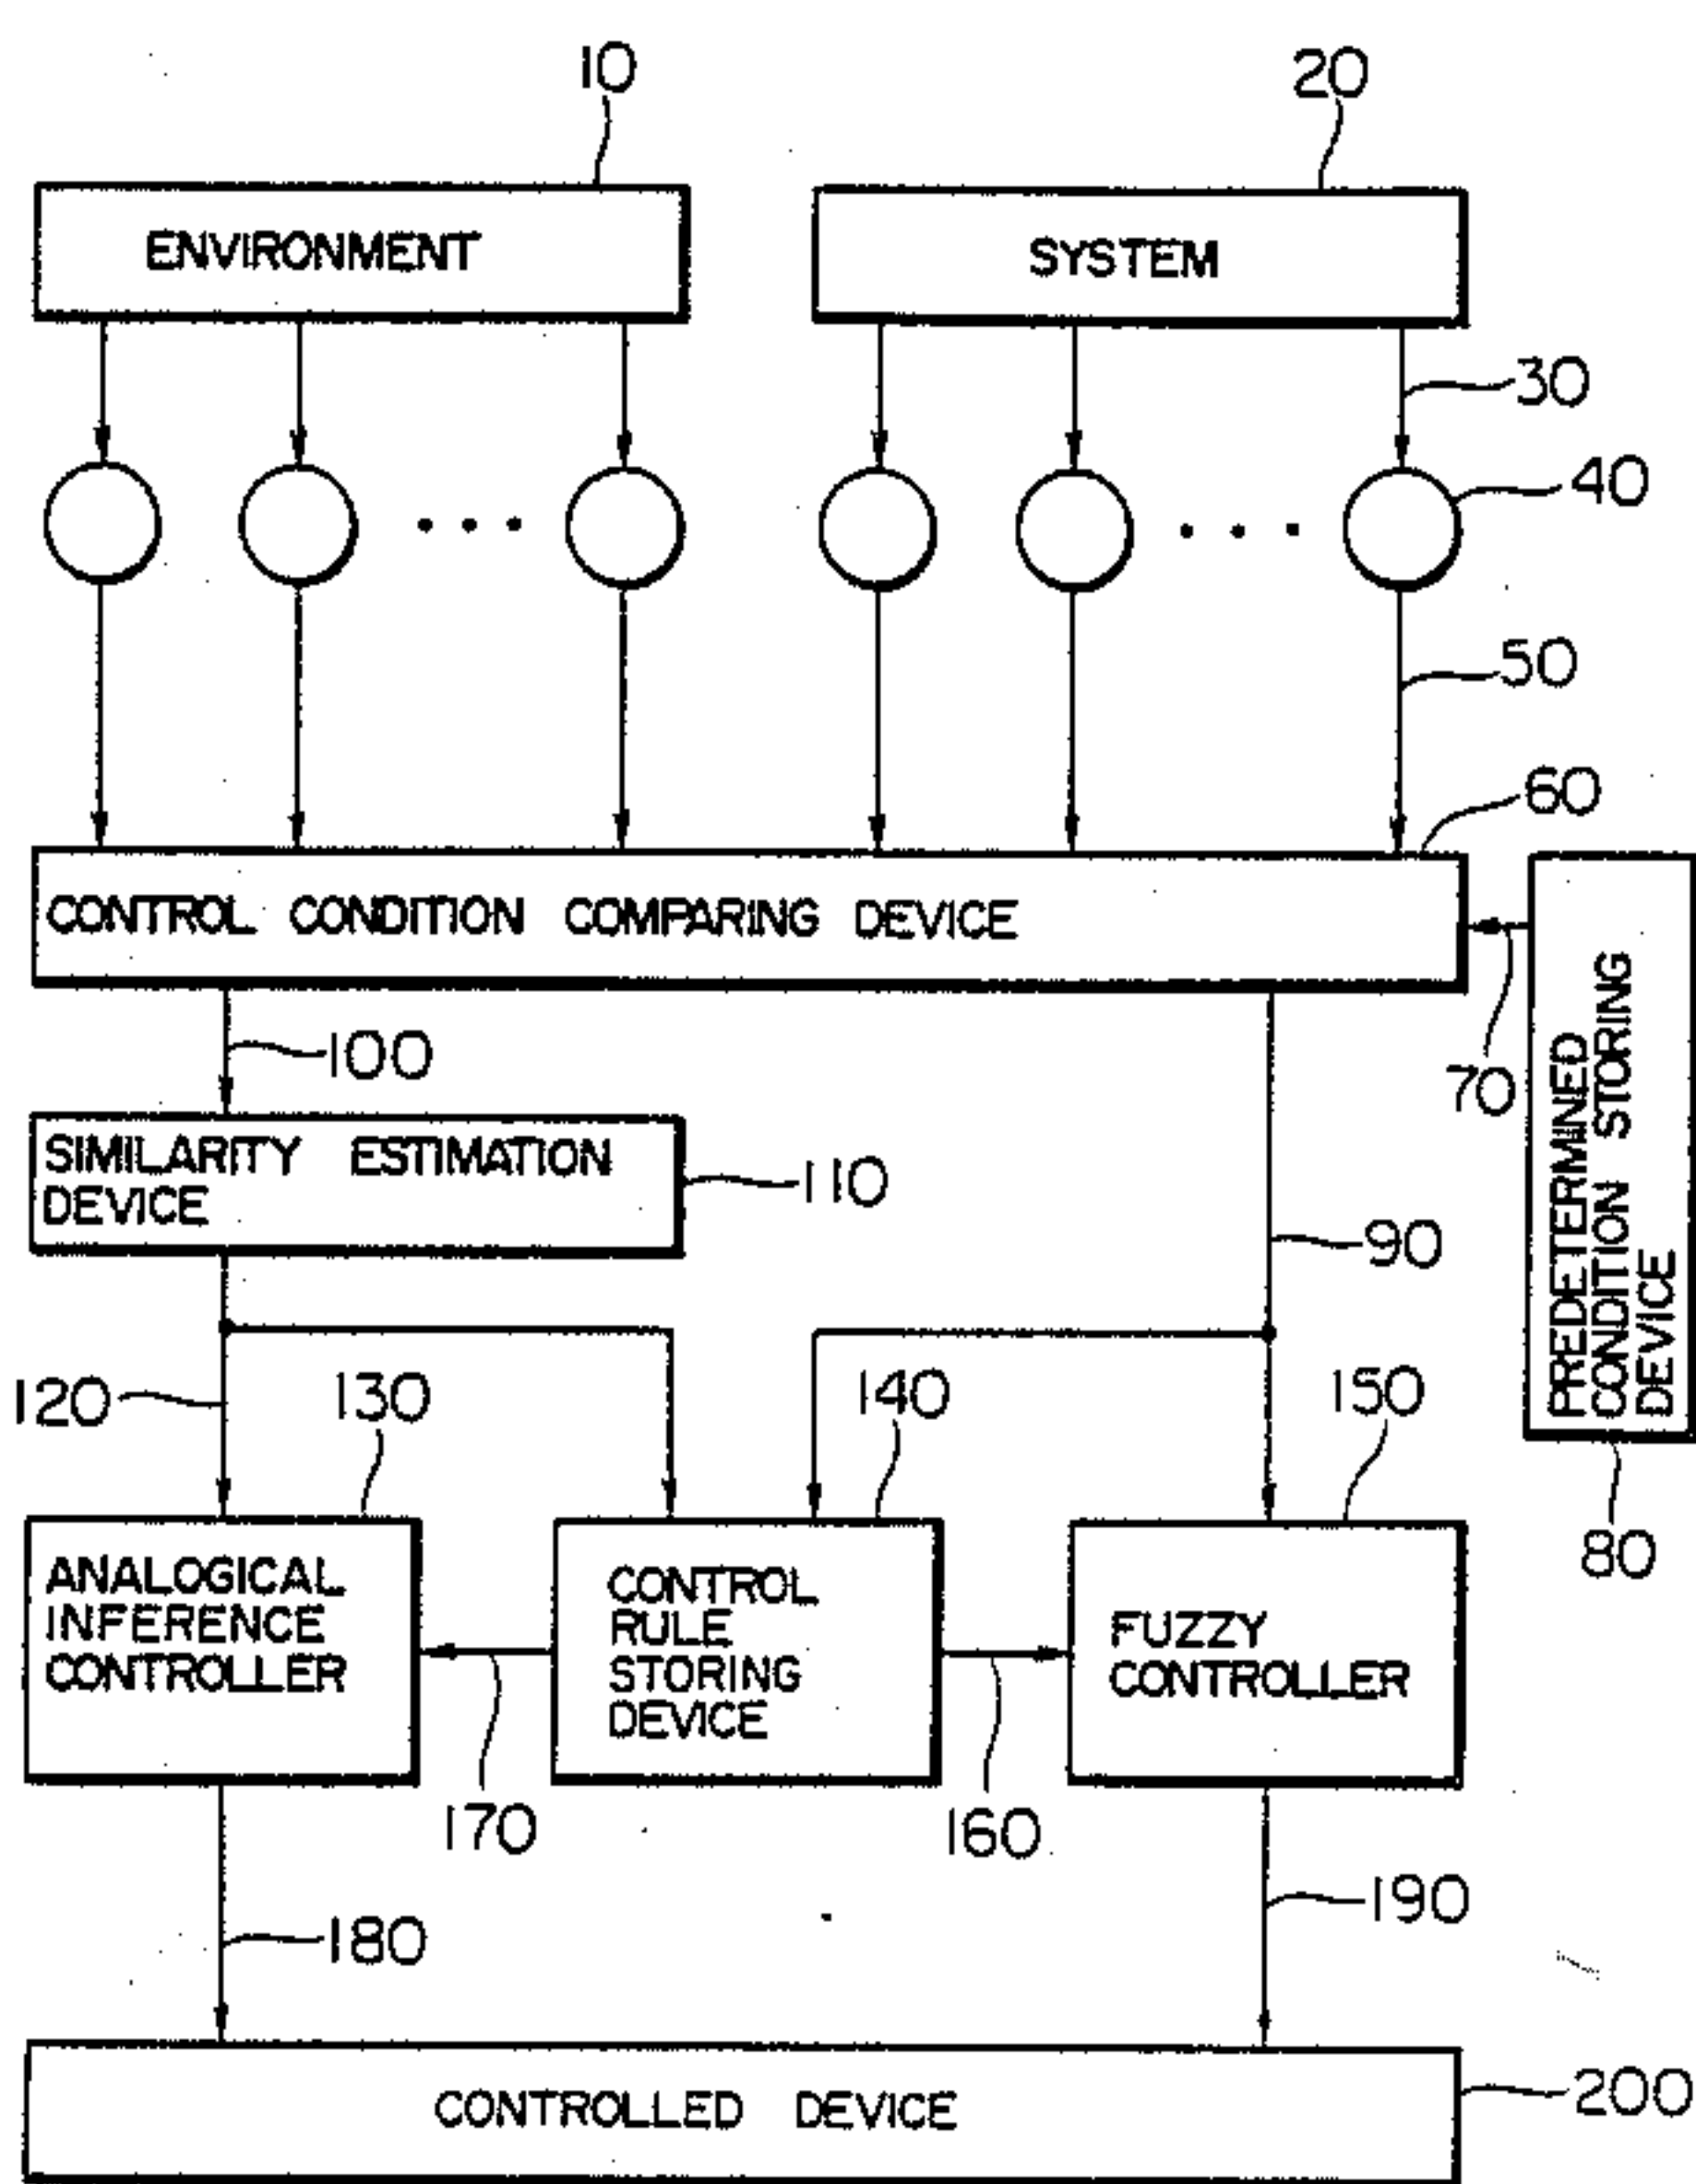 10
20
ENVIRONMENT
SYSTEM
30
40
50
60
CONTROL CONDITION COMPARING DEVICE
70
PREDETERMINED
CONDITION STORING
DEVICE
80
100
SIMILARITY ESTIMATION
DEVICE
110
90
120
130
140
150
ANALOGICAL
INFERENCE
CONTROLLER
CONTROL
RULE
STORING
DEVICE
FUZZY
CONTROLLER
170
160
180
190
CONTROLLED DEVICE
200